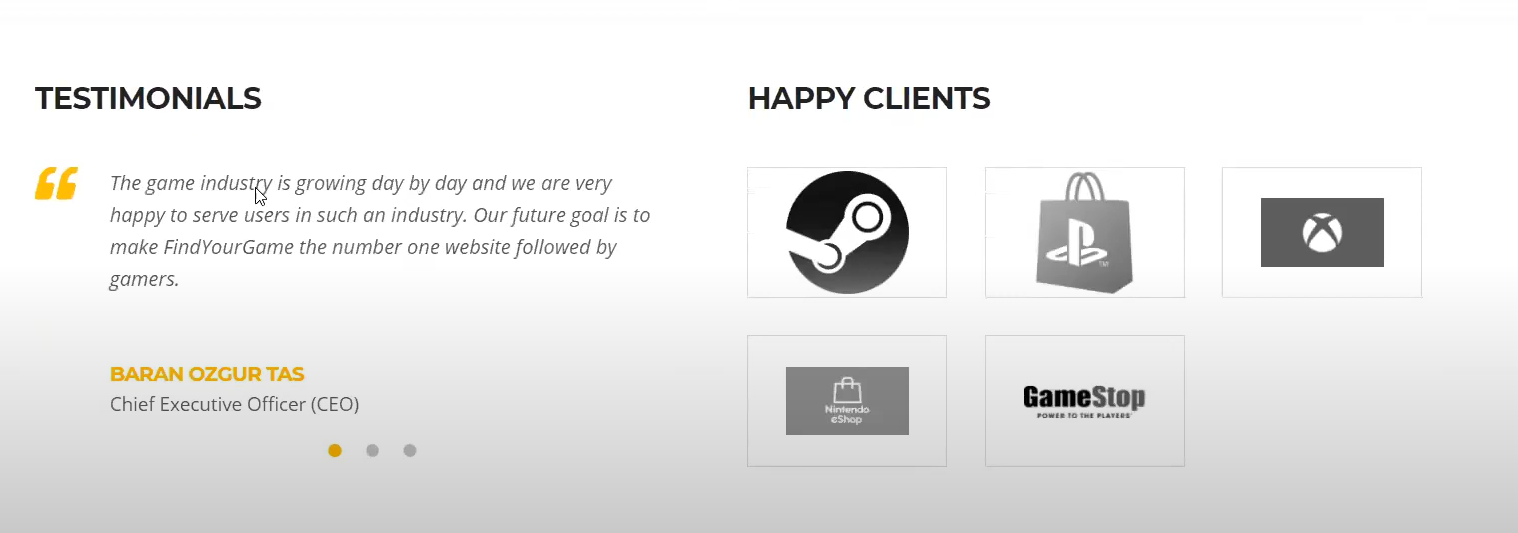 TESTIMONIALS
The game industry is growing day by day and we are very
happy to serve users in such an industry. Our future goal is to
make FindYourGame the number one website followed by
gamers.
BARAN OZGUR TAS
Chief Executive Officer (CEO)
HAPPY CLIENTS
TM
Nintendo
eShop
GameStop
POWER TO THE PLAYERS